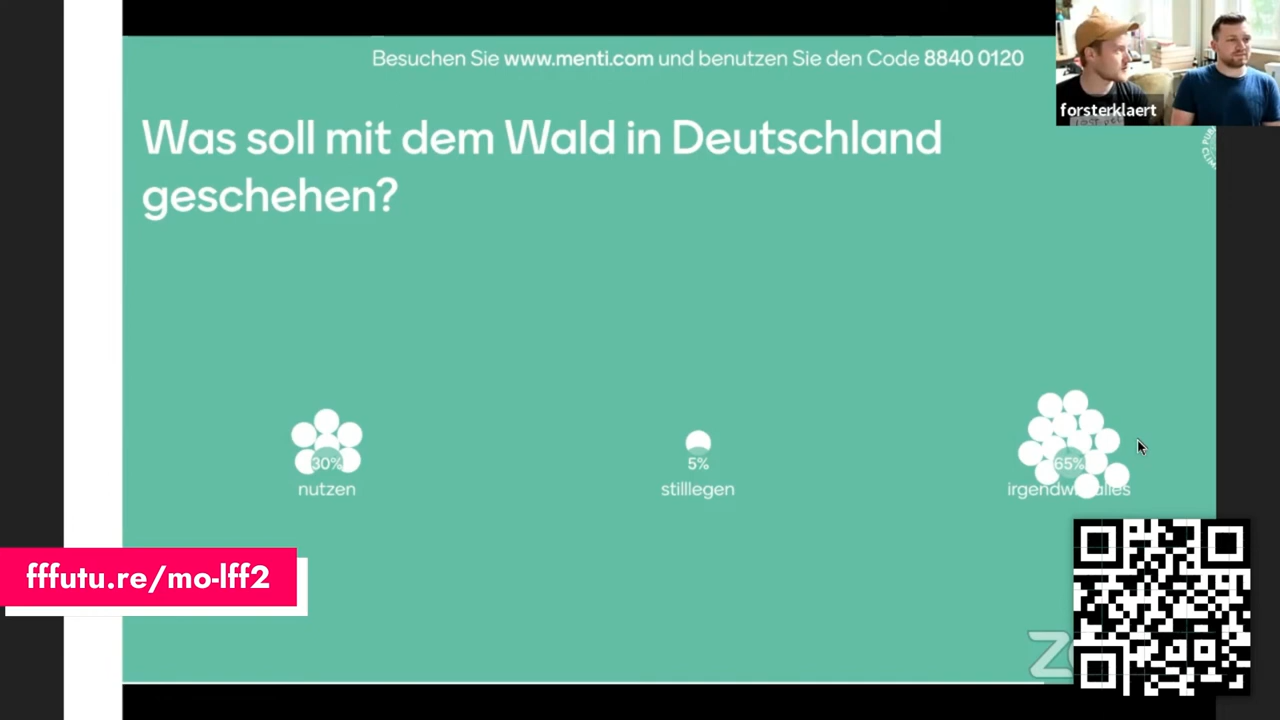 Besuchen Sie www.menti.com und benutzen Sie den Code 8840 0120
forsterklaert
Was soll mit dem Wald in Deutschland
geschehen?
30%
nutzen
5%
stilllegen
65%
fffutu.re/mo-lff2